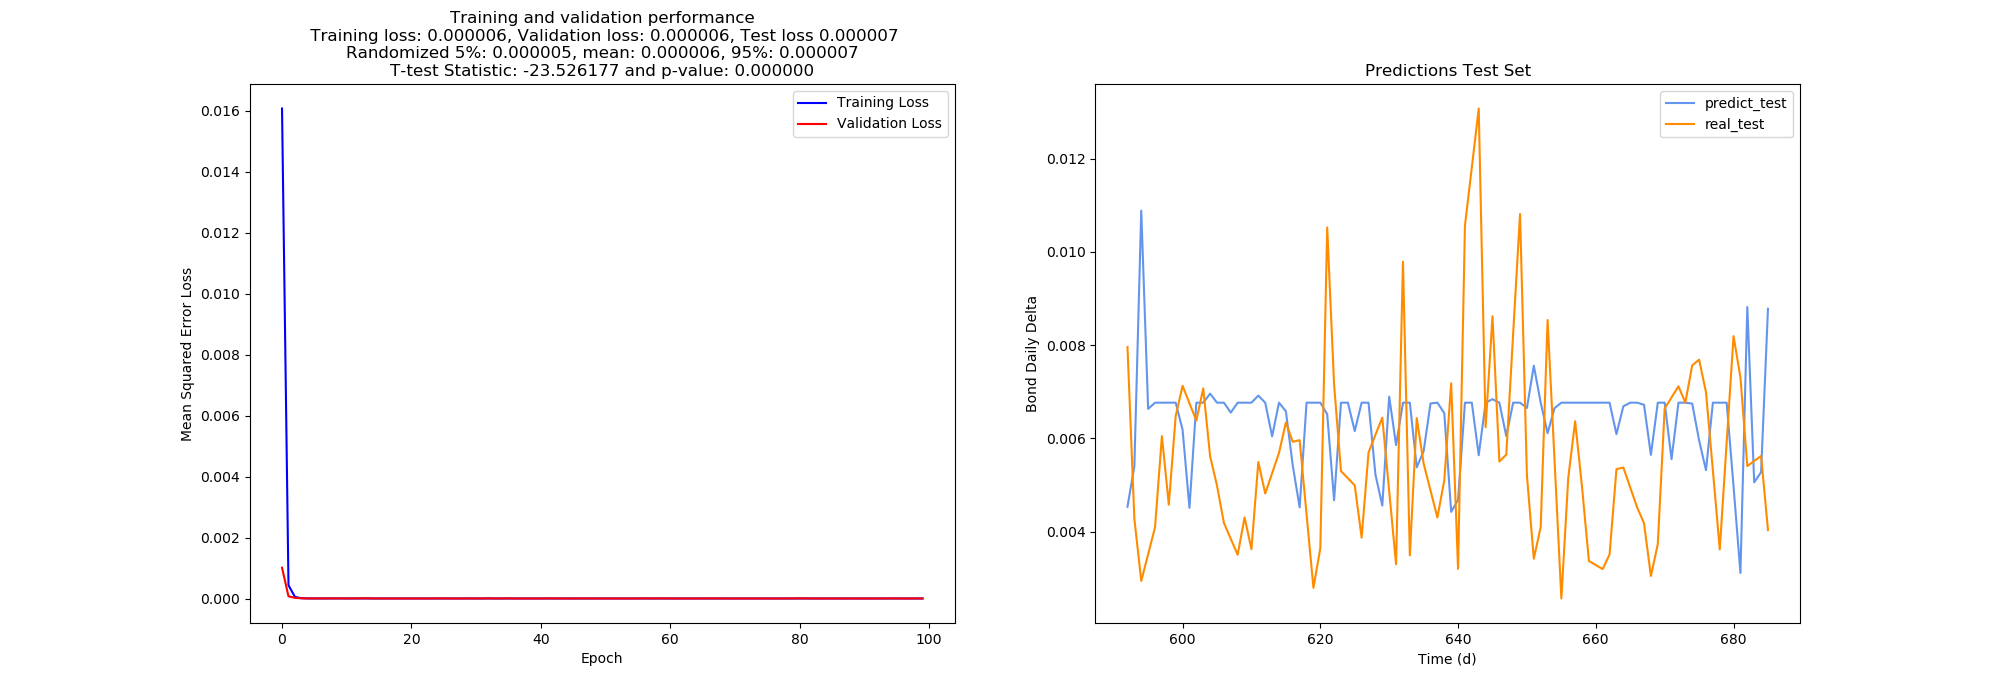 Training and validation performance
Training loss: 0.000006, Validation loss: 0.000006, Test loss 0.000007
Randomized 5%: 0.000005, mean: 0.000006, 95%: 0.000007
T-test Statistic: -23.526177 and p-value: 0.000000
Training Loss
Validation Loss
0.016
0.014
0.012
0.010
0.008
0.006
0.004
0.002
0.000
Mean Squared Error Loss
0
20
40
60
80
100
Epoch
Predictions Test Set
predict_test
real_test
0.012
0.010
0.008
0.006
0.004
Bond Daily Delta
600
620
640
660
680
Time (d)